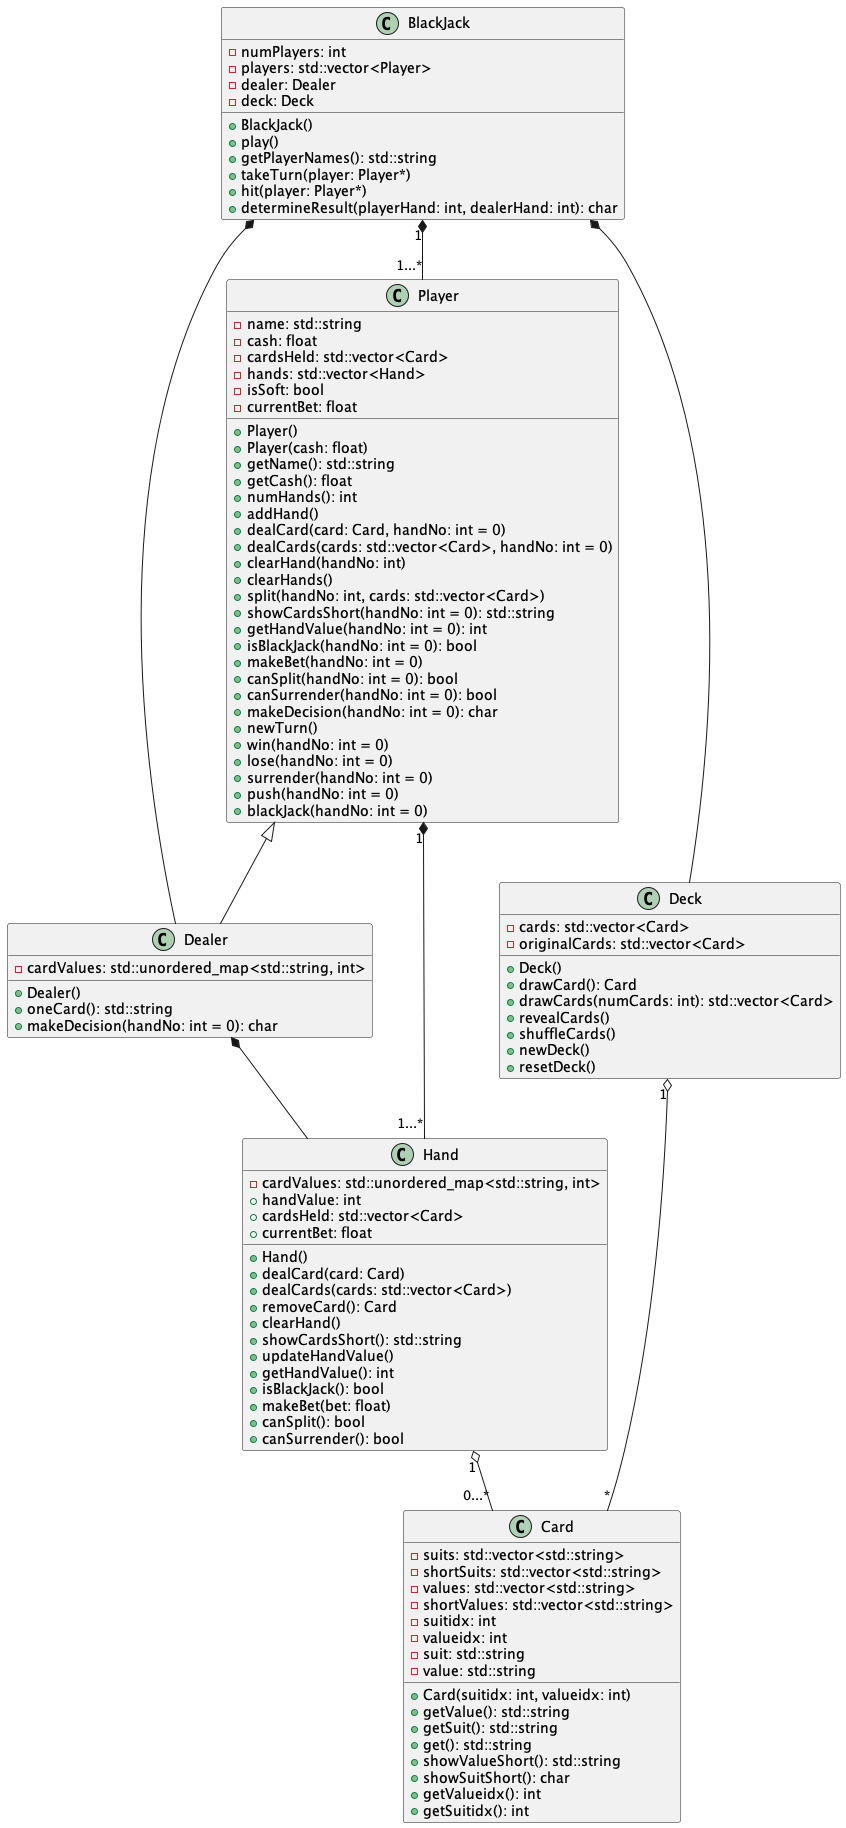 C BlackJack
numPlayers: int
players: std::vector<Player>
dealer: Dealer
deck: Deck
BlackJack()
play()
getPlayerNames(): std::string
takeTurn(player: Player*)
hit(player: Player*)
determineResult(playerHand: int, dealerHand: int): char
1
1...*
C Player
name: std::string
cash: float
cardsHeld: std::vector<Card>
hands: std::vector<Hand>
isSoft: bool
currentBet: float
Player()
Player(cash: float)
getName(): std::string
getCash(): float
numHands(): int
addHand()
dealCard(card: Card, handNo: int = 0)
dealCards(cards: std::vector<Card>, handNo: int = 0)
clearHand(handNo: int)
clearHands()
split(handNo: int, cards: std::vector<Card>)
showCardsShort(handNo: int = 0): std::string
getHandValue(handNo: int = 0): int
isBlackJack(handNo: int = 0): bool
makeBet(handNo: int = 0)
canSplit(handNo: int = 0): bool
canSurrender(handNo: int = 0): bool
makeDecision(handNo: int = 0): char
newTurn()
win(handNo: int = 0)
lose(handNo: int = 0)
surrender(handNo: int = 0)
push(handNo: int = 0)
blackJack(handNo: int = 0)
1
C Dealer
cardValues: std::unordered_map<std::string, int>
Dealer()
oneCard(): std::string
makeDecision(handNo: int = 0): char
C Deck
cards: std::vector<Card>
originalCards: std::vector<Card>
Deck()
drawCard(): Card
drawCards(numCards: int): std::vector<Card>
revealCards()
shuffleCards()
newDeck()
resetDeck()
1
1...*
C Hand
cardValues: std::unordered_map<std::string, int>
handValue: int
cardsHeld: std::vector<Card>
currentBet: float
Hand()
dealCard(card: Card)
dealCards(cards: std::vector<Card>)
removeCard(): Card
clearHand()
showCardsShort(): std::string
updateHandValue()
getHandValue(): int
isBlackJack(): bool
makeBet(bet: float)
canSplit(): bool
canSurrender(): bool
1
0...*
*
C Card
suits: std::vector<std::string>
shortSuits: std::vector<std::string>
values: std::vector<std::string>
shortValues: std::vector<std::string>
suitidx: int
valueidx: int
suit: std::string
value: std::string
Card(suitidx: int, valueidx: int)
getValue(): std::string
getSuit(): std::string
get(): std::string
showValueShort(): std::string
showSuitShort(): char
getValueidx(): int
getSuitidx(): int